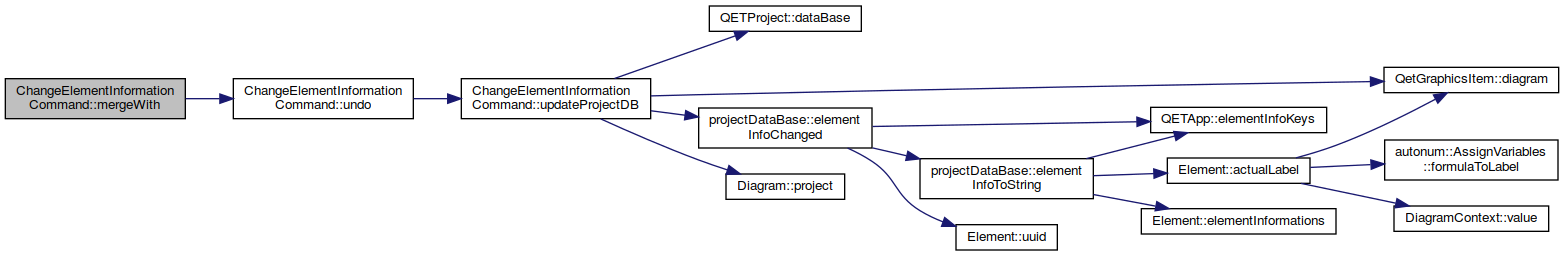 ChangeElementInformation
Command::mergeWith
ChangeElementInformation
Command::undo
ChangeElementInformation
Command::updateProjectDB
QETProject::dataBase
projectDataBase::element
InfoChanged
Diagram::project
projectDataBase::element
InfoToString
Element::uuid
QETApp::elementInfoKeys
Element::actualLabel
Element::elementInformations
QetGraphicsItem::diagram
autonum::AssignVariables
::formulaToLabel
DiagramContext::value